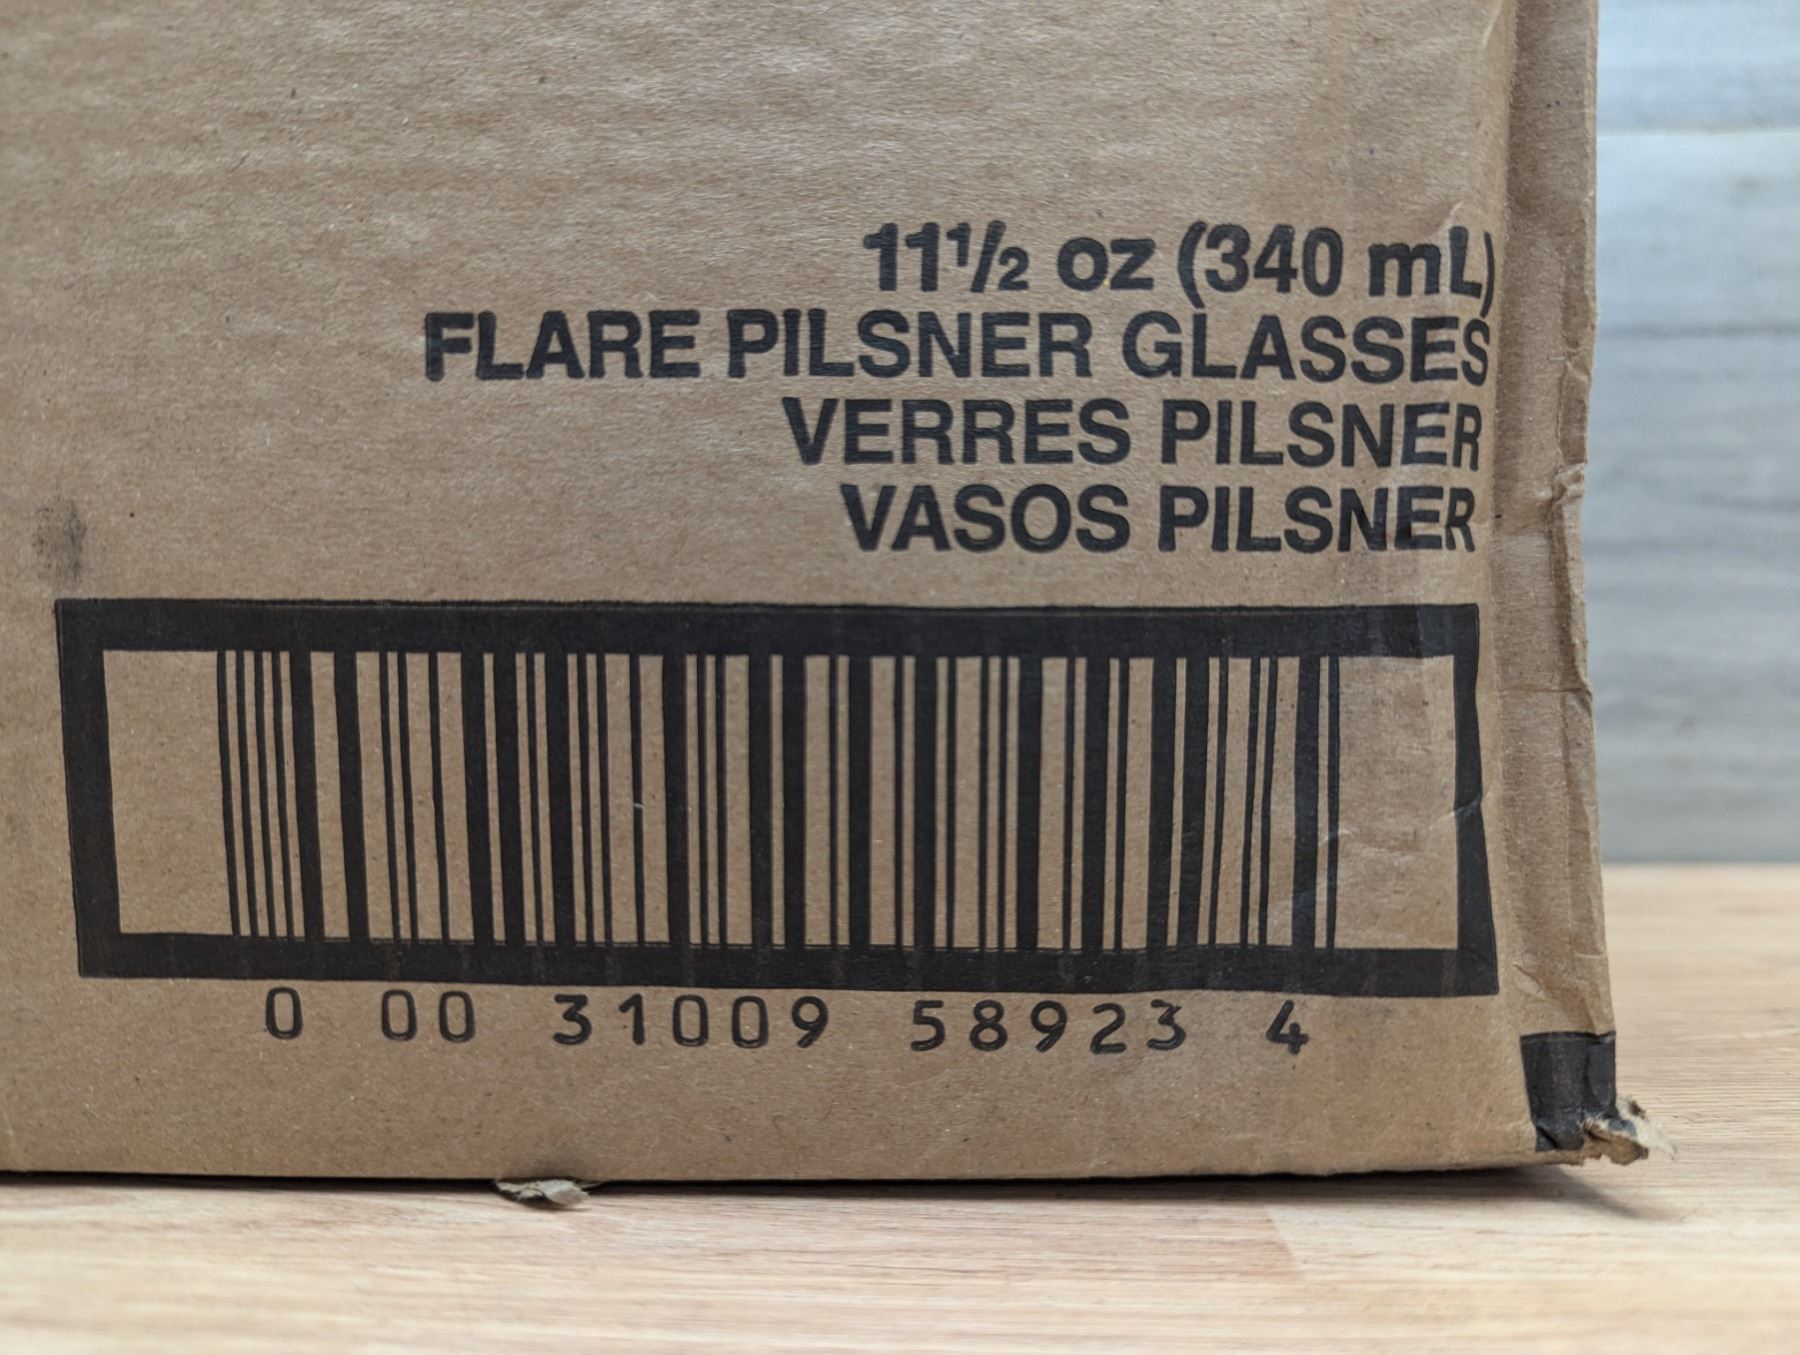 11½ oz (340 mL)
FLARE PILSNER GLASSES
VERRES PILSNER
VASOS PILSNER
0 00 31009 58923 4